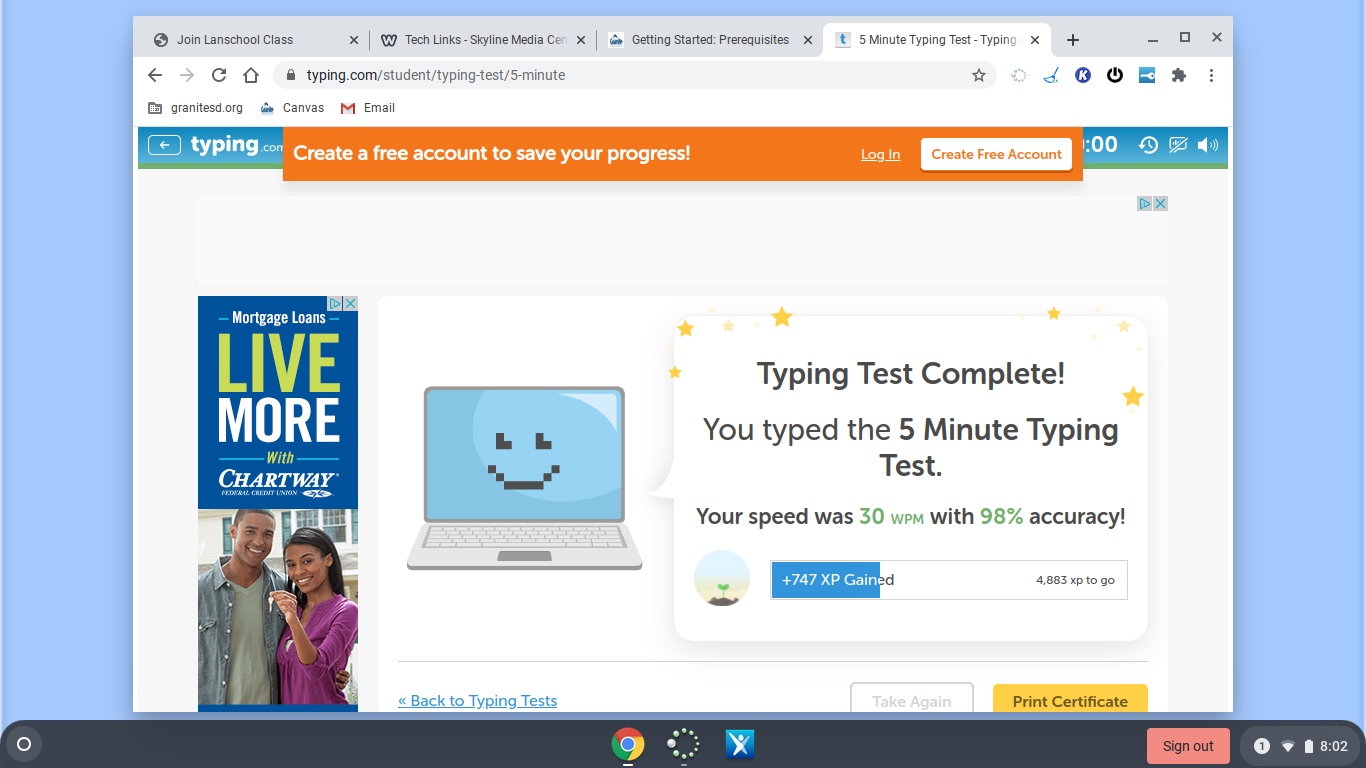 Join Lanschool Class
Tech Links - Skyline Media Cen
Getting Started: Prerequisites
5 Minute Typing Test - Typing.
typing.com/student/typing-test/5-minute
granitesd.org Canvas Email
typing.com
Create a free account to save your progress! Log In Create Free Account
:00
Mortgage Loans
LIVE
MORE
With
CHARTWAY
FEDERAL CREDIT UNION
Typing Test Complete!
You typed the 5 Minute Typing
Test.
Your speed was 30 WPM with 98% accuracy!
+747 XP Gained 4,883 xp to go
« Back to Typing Tests Take Again Print Certificate
Sign out 1 8:02